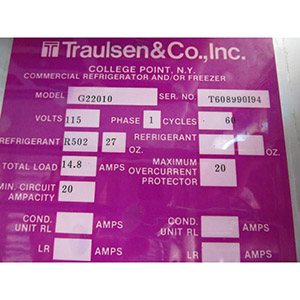 Traulsen & Co., Inc.
COLLEGE POINT, N.Y.
COMMERCIAL REFRIGERATOR AND/OR FREEZER
MODEL G22010 SER. NO. T608990I94
VOLTS 115 PHASE 1 CYCLES 60
REFRIGERANT R502 27 OZ. REFRIGERANT OZ.
TOTAL LOAD 14.8 AMPS MAXIMUM OVERCURRENT PROTECTOR 20
MIN. CIRCUIT AMPACITY 20
COND. UNIT RL AMPS COND. UNIT RL AMPS
LR AMPS LR AMPS